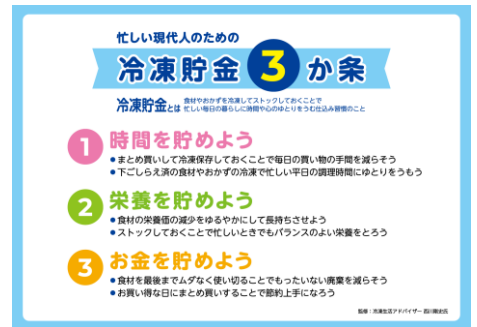 忙しい現代人のための
冷凍貯金3か条
冷凍貯金とは 食材やおかずを冷凍してストックしておくことで
忙しい毎日の暮らしに時間や心のゆとりをうむ仕込み習慣のこと
1 時間を貯めよう
●まとめ買いして冷凍保存しておくことで毎日の買い物の手間を減らそう
●下ごしらえ済の食材やおかずの冷凍で忙しい平日の調理時間にゆとりをうもう
2 栄養を貯めよう
●食材の栄養価の減少をゆるやかにして長持ちさせよう
●ストックしておくことで忙しいときでもバランスのよい栄養をとろう
3 お金を貯めよう
●食材を最後までムダなく使い切ることでもったいない廃棄を減らそう
●お買い得な日にまとめ買いすることで節約上手になろう
監修:冷凍生活アドバイザー 西川剛史氏